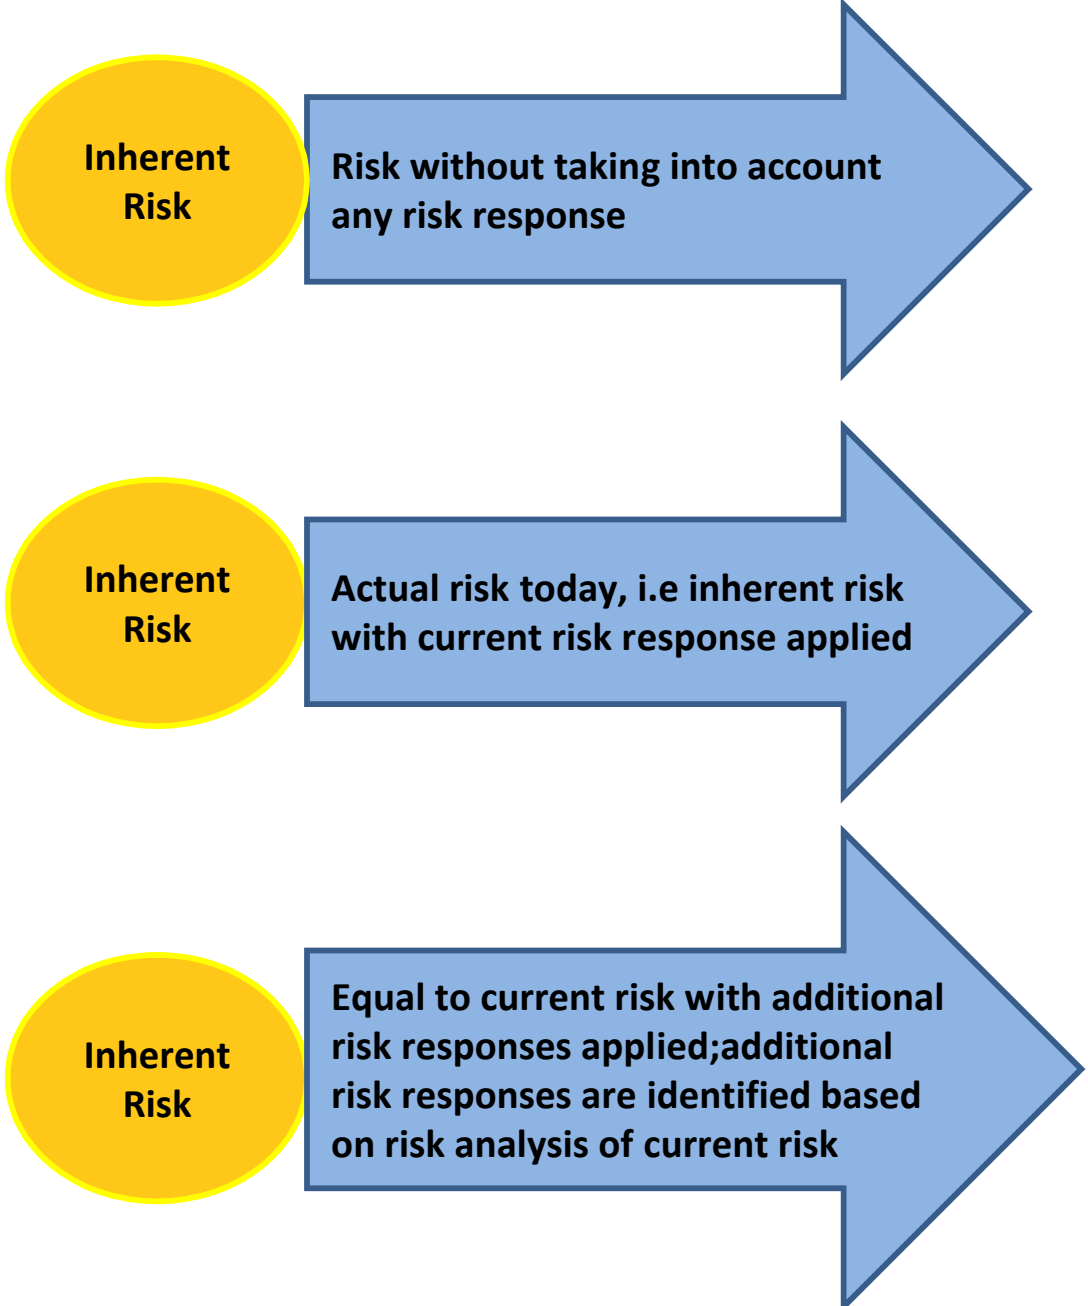 Inherent
Risk
Risk without taking into account
any risk response
Inherent
Risk
Actual risk today, i.e inherent risk
with current risk response applied
Inherent
Risk
Equal to current risk with additional
risk responses applied;additional
risk responses are identified based
on risk analysis of current risk